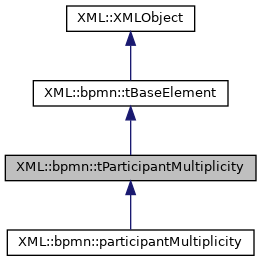 XML::XMLObject
XML::bpmn::tBaseElement
XML::bpmn::tParticipantMultiplicity
XML::bpmn::participantMultiplicity